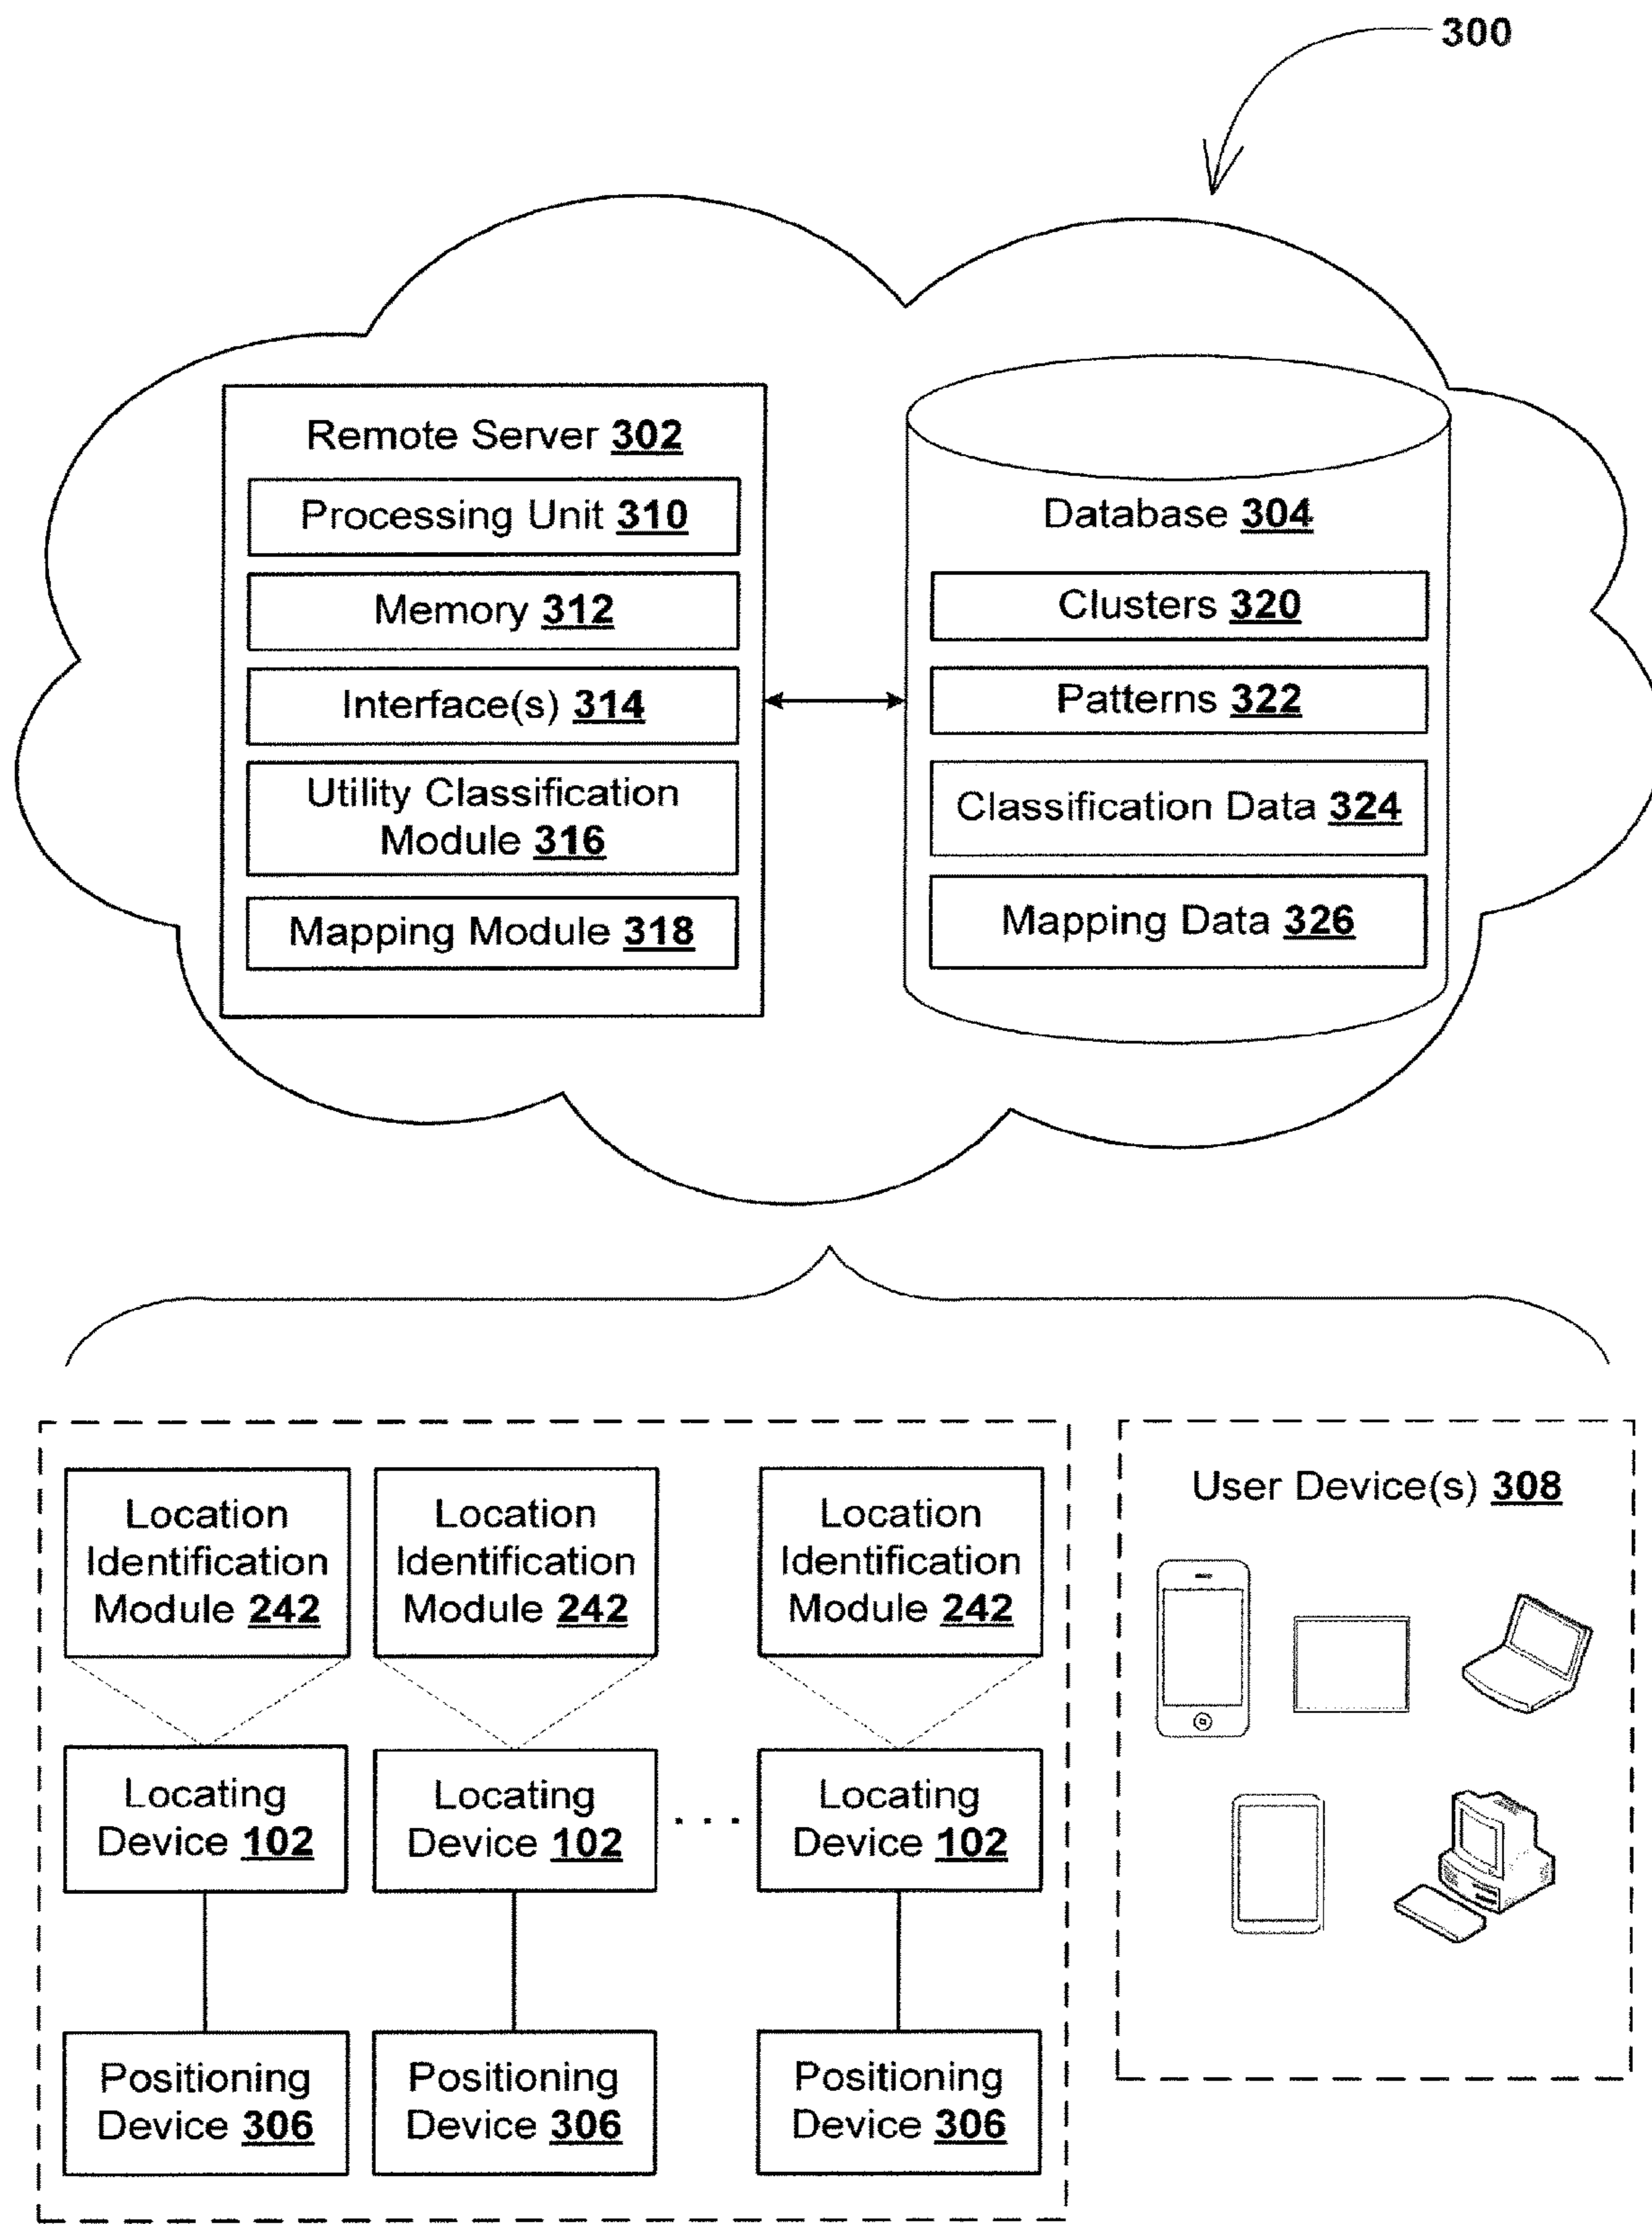 300
Remote Server 302
Processing Unit 310
Memory 312
Interface(s) 314
Utility Classification
Module 316
Mapping Module 318
Database 304
Clusters 320
Patterns 322
Classification Data 324
Mapping Data 326
Location
Identification
Module 242
Location
Identification
Module 242
Location
Identification
Module 242
Locating
Device 102
Locating
Device 102
. . .
Locating
Device 102
Positioning
Device 306
Positioning
Device 306
Positioning
Device 306
User Device(s) 308